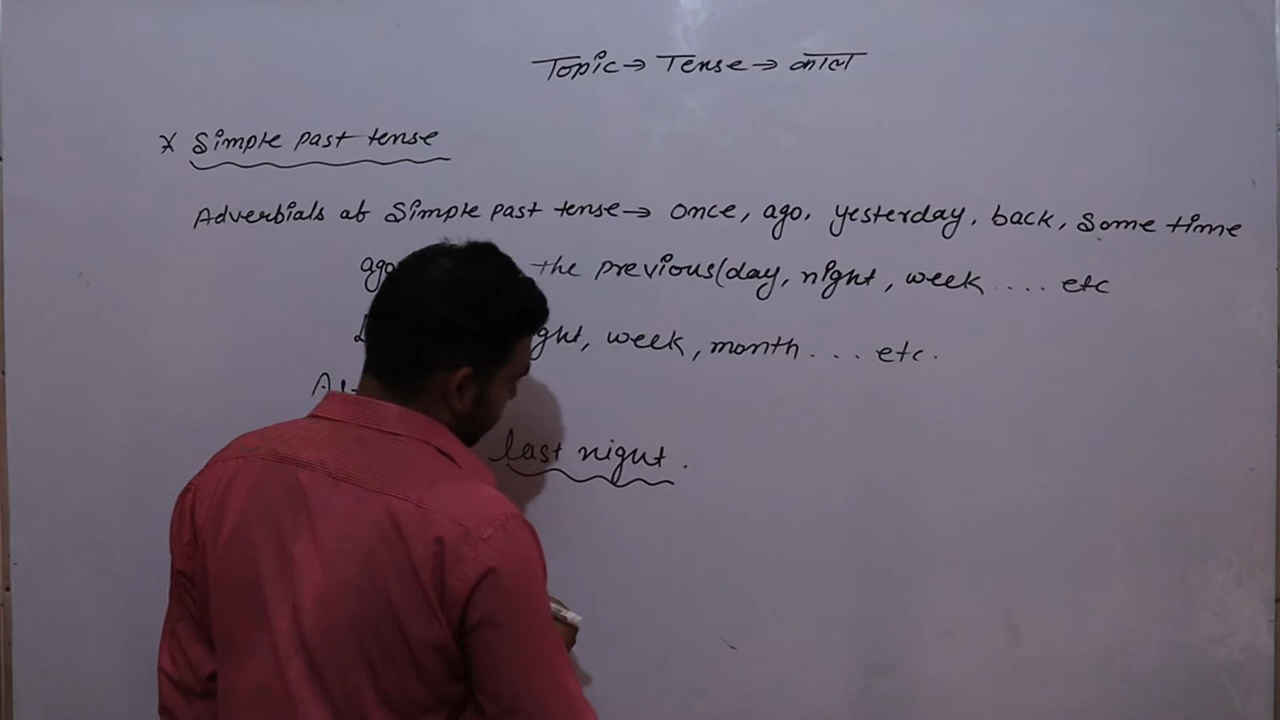 Topic → Tense → काल
* Simple past tense
Adverbials of Simple past tense → once, ago, yesterday, back, Some time
ago the previous (day, night, week .... etc
week, month .... etc.
last night.